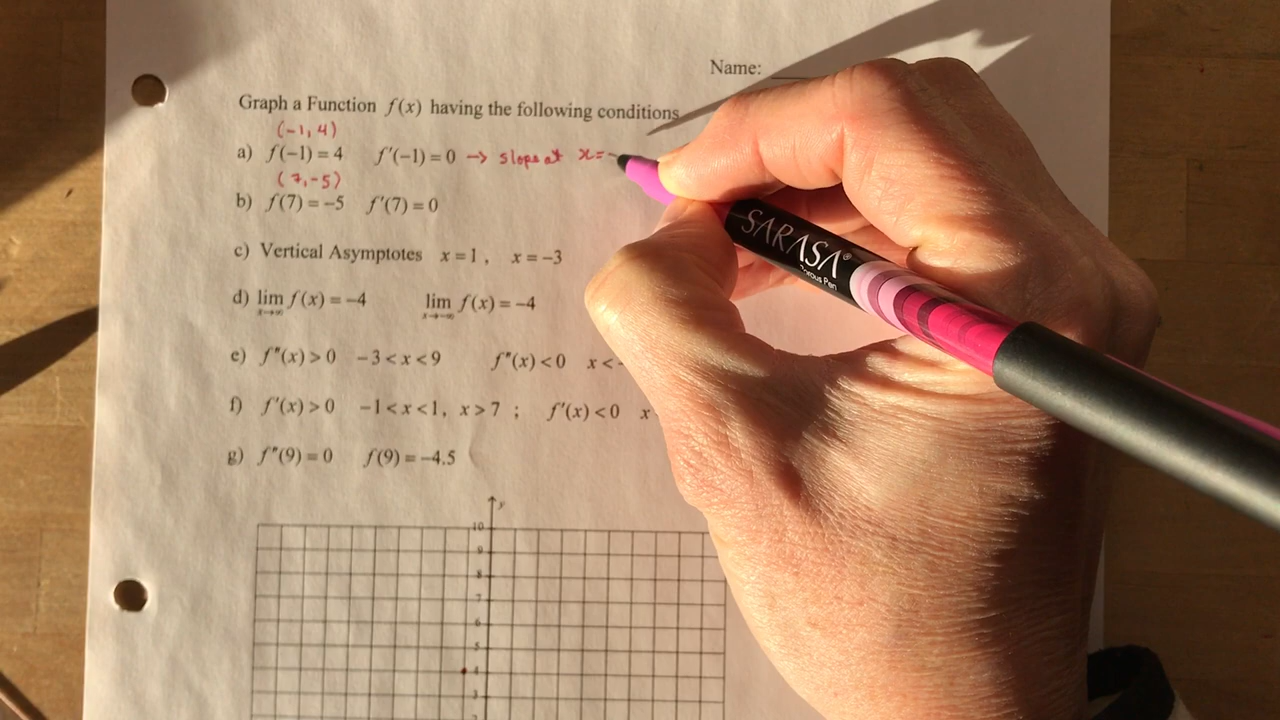 Name:
Graph a Function f(x) having the following conditions
(-1, 4)
a) f(−1) = 4 f'(−1) = 0 → slope at x=
(7, -5)
b) f(7) = −5 f'(7) = 0
c) Vertical Asymptotes x = 1, x = −3
d) lim x→∞ f(x) = −4 lim x→−∞ f(x) = −4
e) f"(x) > 0 −3 < x < 9 f"(x) < 0 x <
f) f'(x) > 0 −1 < x < 1, x > 7 ; f'(x) < 0 x
g) f"(9) = 0 f(9) = −4.5
y
10
9
8
7
6
5
4
3
SARASA®
Porous Pen